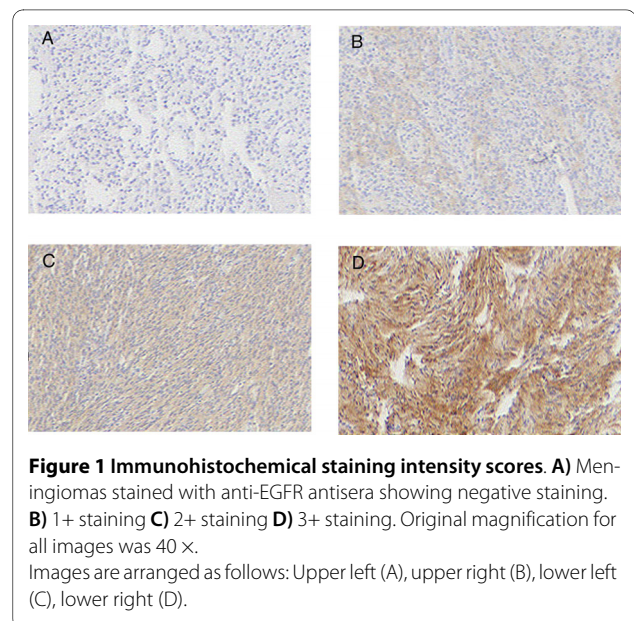 A
B
C
D
Figure 1 Immunohistochemical staining intensity scores. A) Men-
ingiomas stained with anti-EGFR antisera showing negative staining.
B) 1+ staining C) 2+ staining D) 3+ staining. Original magnification for
all images was 40 ×.
Images are arranged as follows: Upper left (A), upper right (B), lower left
(C), lower right (D).